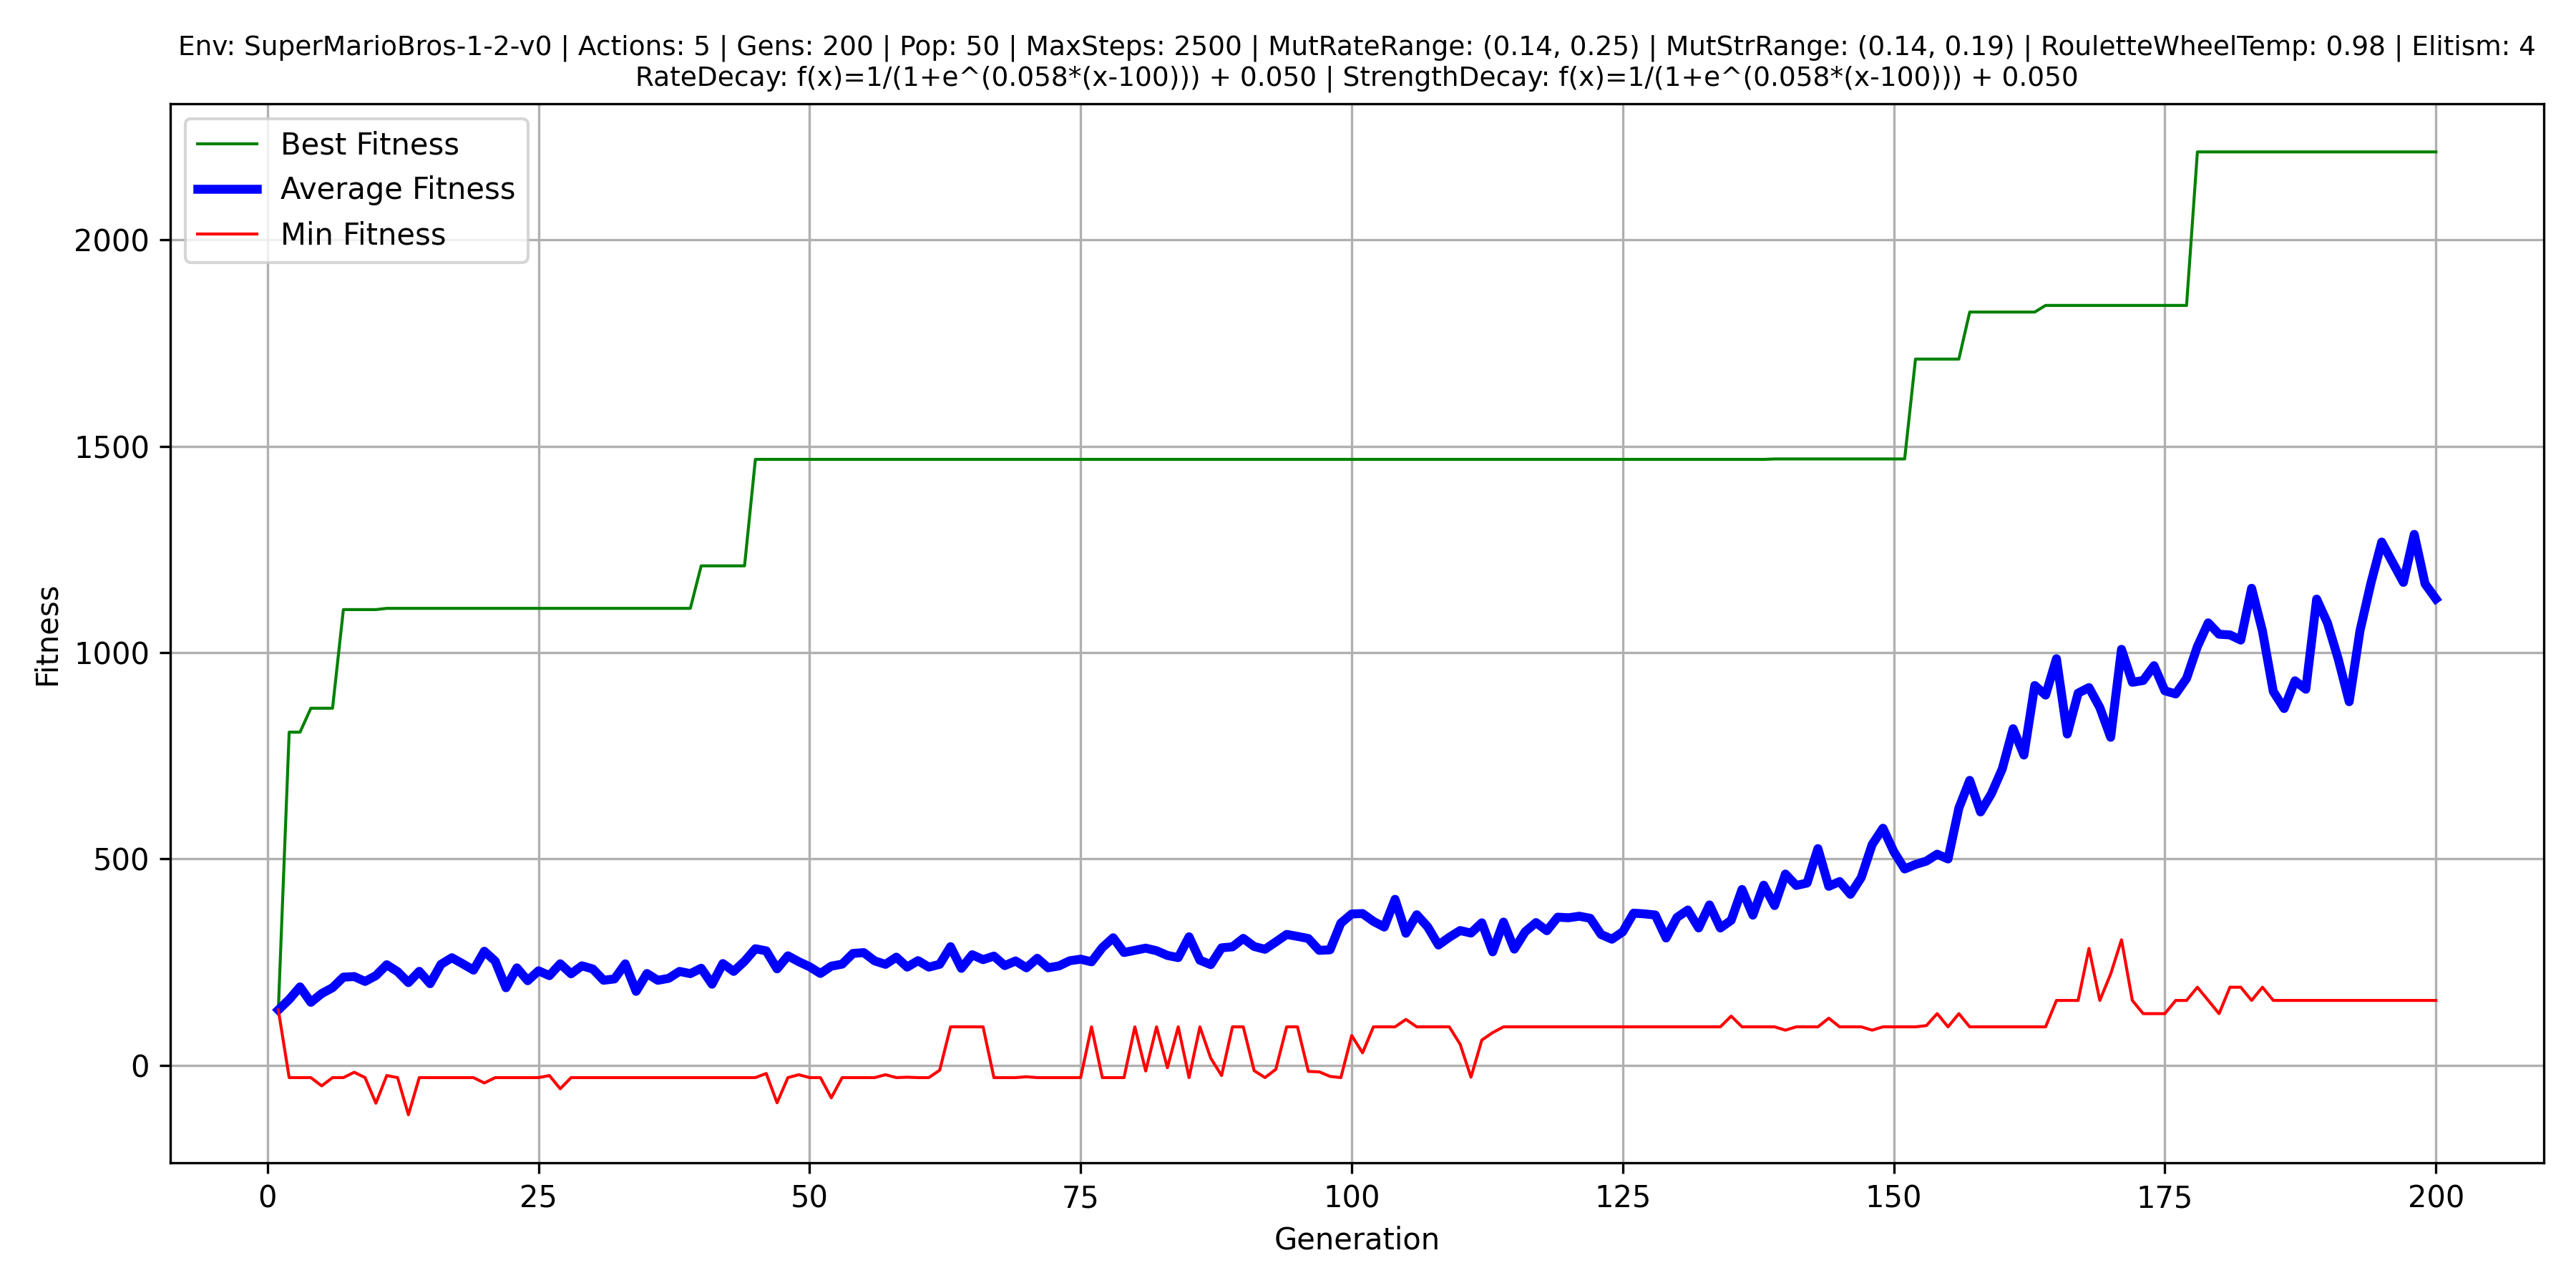 Env: SuperMarioBros-1-2-v0 | Actions: 5 | Gens: 200 | Pop: 50 | MaxSteps: 2500 | MutRateRange: (0.14, 0.25) | MutStrRange: (0.14, 0.19) | RouletteWheelTemp: 0.98 | Elitism: 4
RateDecay: f(x)=1/(1+e^(0.058*(x-100))) + 0.050 | StrengthDecay: f(x)=1/(1+e^(0.058*(x-100))) + 0.050
Best Fitness
Average Fitness
Min Fitness
2000
1500
1000
500
0
Fitness
0 25 50 75 100 125 150 175 200
Generation